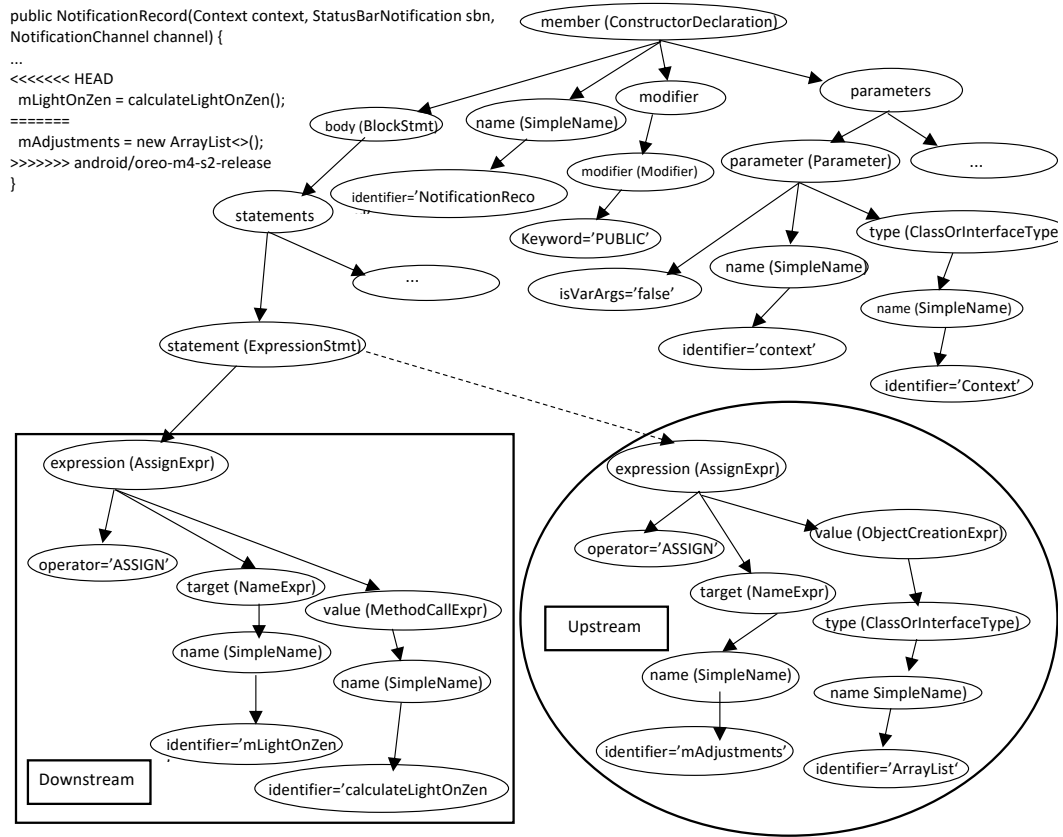 public NotificationRecord(Context context, StatusBarNotification sbn,
NotificationChannel channel) {
...
<<<<<<< HEAD
mLightOnZen = calculateLightOnZen();
=======
mAdjustments = new ArrayList<>();
>>>>>>> android/oreo-m4-s2-release
}
member (ConstructorDeclaration)
body (BlockStmt)
name (SimpleName)
modifier
parameters
identifier='NotificationReco
modifier (Modifier)
parameter (Parameter)
...
statements
Keyword='PUBLIC'
type (ClassOrInterfaceType
name (SimpleName)
...
isVarArgs='false'
name (SimpleName)
statement (ExpressionStmt)
identifier='context'
identifier='Context'
expression (AssignExpr)
operator='ASSIGN'
target (NameExpr)
value (MethodCallExpr)
name (SimpleName)
name (SimpleName)
identifier='mLightOnZen
'
identifier='calculateLightOnZen
Downstream
expression (AssignExpr)
operator='ASSIGN'
value (ObjectCreationExpr)
target (NameExpr)
type (ClassOrInterfaceType)
Upstream
name (SimpleName)
name SimpleName)
identifier='mAdjustments'
identifier='ArrayList‘